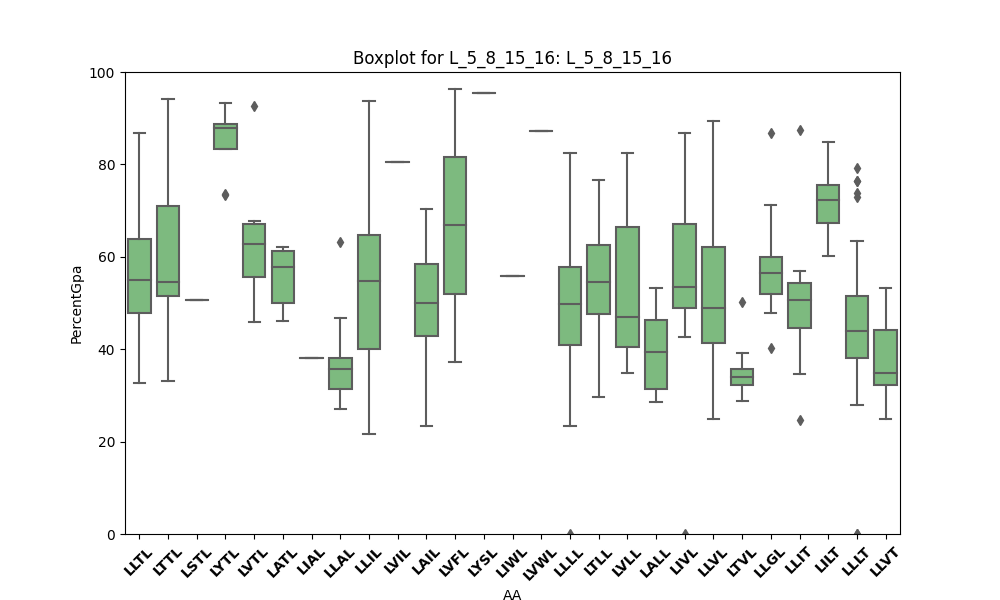 Boxplot for L_5_8_15_16: L_5_8_15_16
100
80
60
40
20
0
PercentGpa
LLTL LTTL LSTL LYTL LVTL LATL LIAL LLAL LLIL LVIL LAIL LVFL LYSL LIWL LVWL LLLL LTLL LVLL LALL LIVL LLVL LTVL LLGL LLIT LILT LLLT LLVT
AA